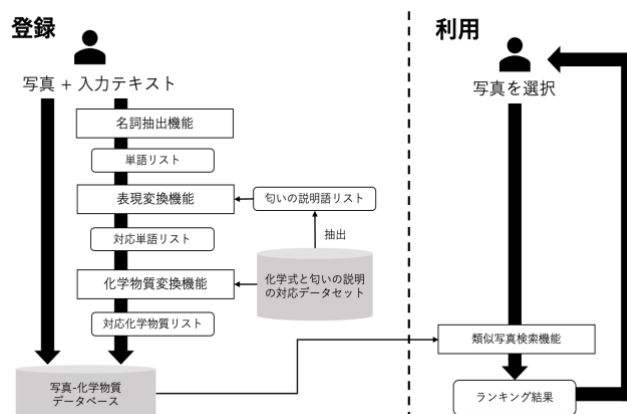 登録
写真 + 入力テキスト
名詞抽出機能
単語リスト
表現変換機能
匂いの説明語リスト
対応単語リスト
抽出
化学物質変換機能
化学式と匂いの説明
の対応データセット
対応化学物質リスト
写真-化学物質
データベース
利用
写真を選択
類似写真検索機能
ランキング結果